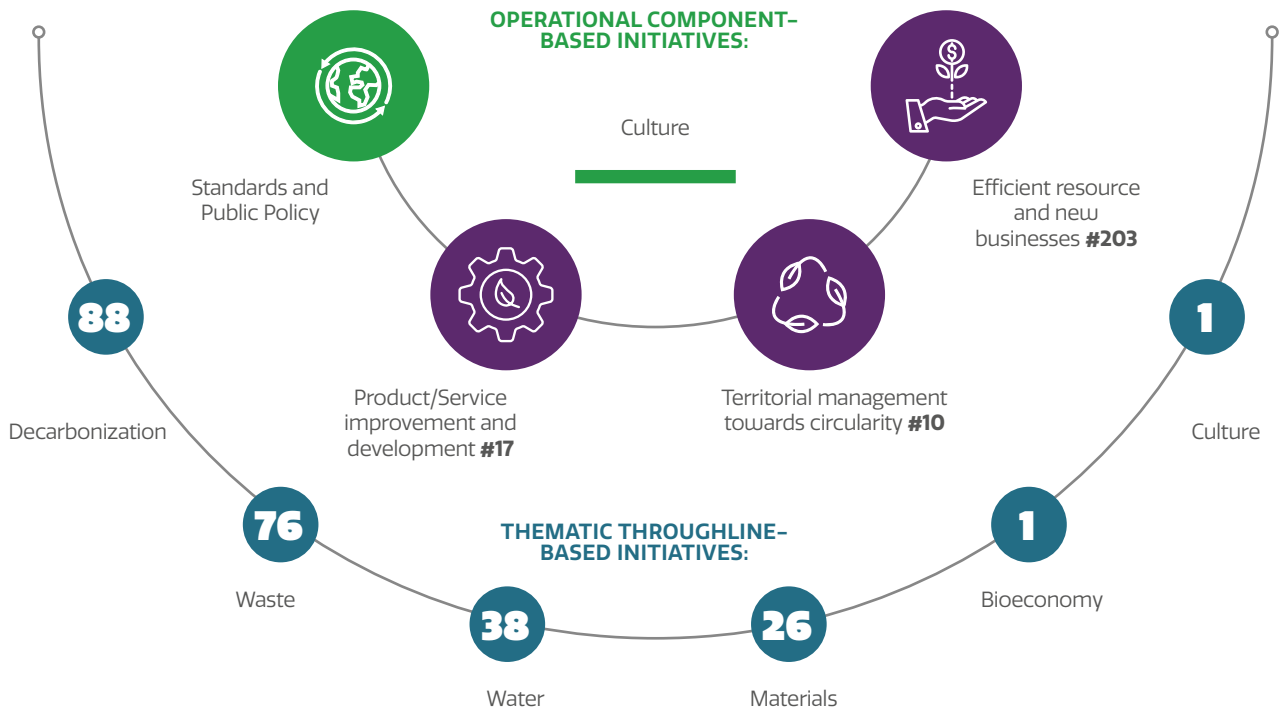 OPERATIONAL COMPONENT–
BASED INITIATIVES:
Culture
Standards and
Public Policy
Efficient resource
and new
businesses #203
Product/Service
improvement and
development #17
Territorial management
towards circularity #10
THEMATIC THROUGHLINE–
BASED INITIATIVES:
88
Decarbonization
76
Waste
38
Water
26
Materials
1
Bioeconomy
1
Culture